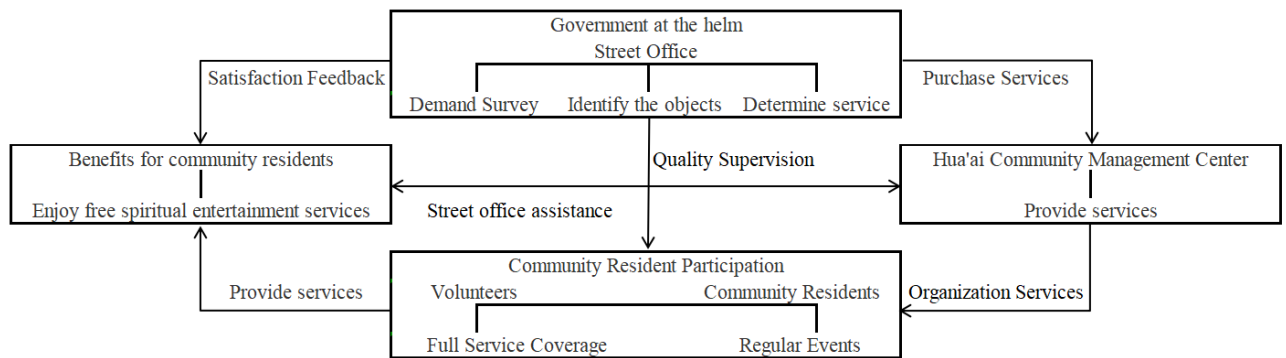 Government at the helm
Street Office
Satisfaction Feedback
Purchase Services
Demand Survey Identify the objects Determine service
Benefits for community residents
Quality Supervision
Hua'ai Community Management Center
Enjoy free spiritual entertainment services
Street office assistance
Provide services
Community Resident Participation
Provide services
Volunteers
Community Residents
Organization Services
Full Service Coverage
Regular Events